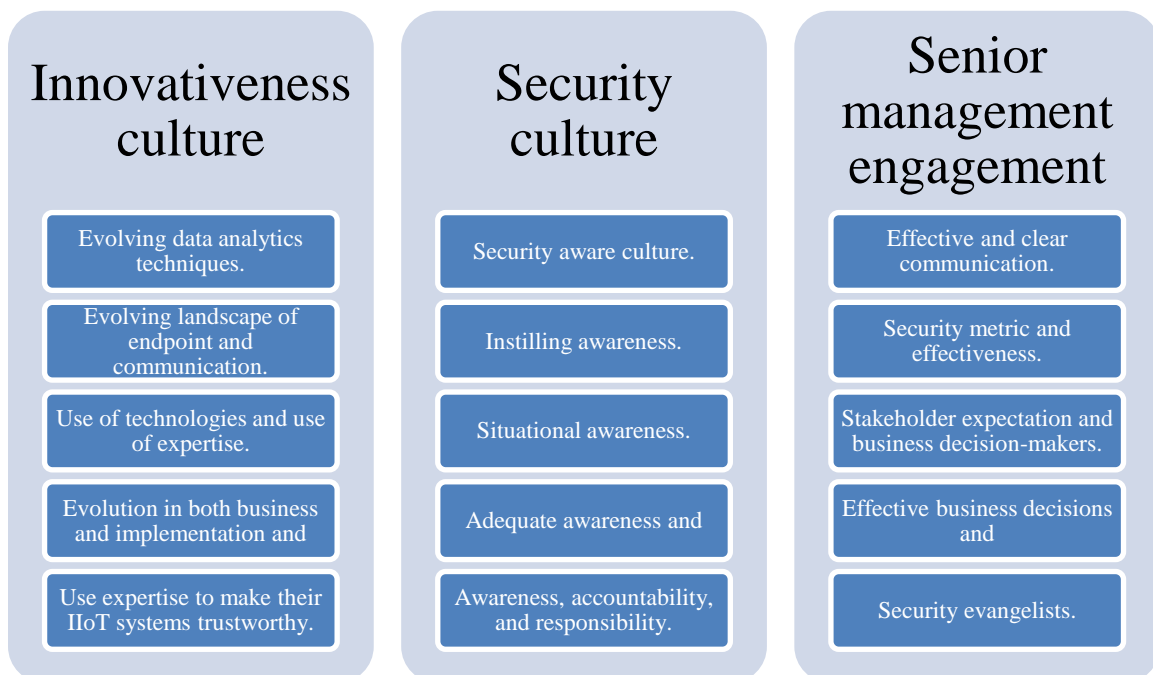 Innovativeness
culture
Evolving data analytics
techniques.
Evolving landscape of
endpoint and
communication.
Use of technologies and use
of expertise.
Evolution in both business
and implementation and
Use expertise to make their
IIoT systems trustworthy.
Security
culture
Security aware culture.
Instilling awareness.
Situational awareness.
Adequate awareness and
Awareness, accountability,
and responsibility.
Senior
management
engagement
Effective and clear
communication.
Security metric and
effectiveness.
Stakeholder expectation and
business decision-makers.
Effective business decisions
and
Security evangelists.